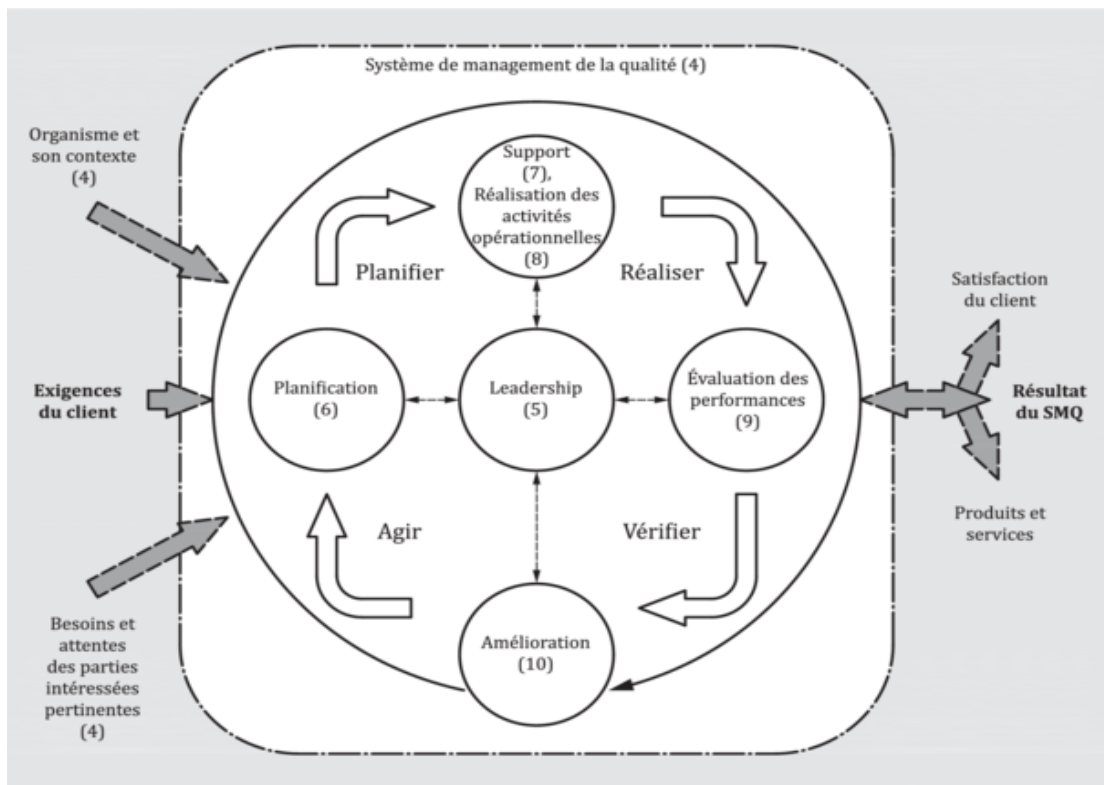 Système de management de la qualité (4)
Organisme et
son contexte
(4)
Support
(7),
Réalisation des
activités
opérationnelles
(8)
Planifier
Réaliser
Satisfaction
du client
Exigences
du client
Planification
(6)
Leadership
(5)
Évaluation des
performances
(9)
Résultat
du SMQ
Agir
Vérifier
Produits et
services
Besoins et
attentes
des parties
intéressées
pertinentes
(4)
Amélioration
(10)